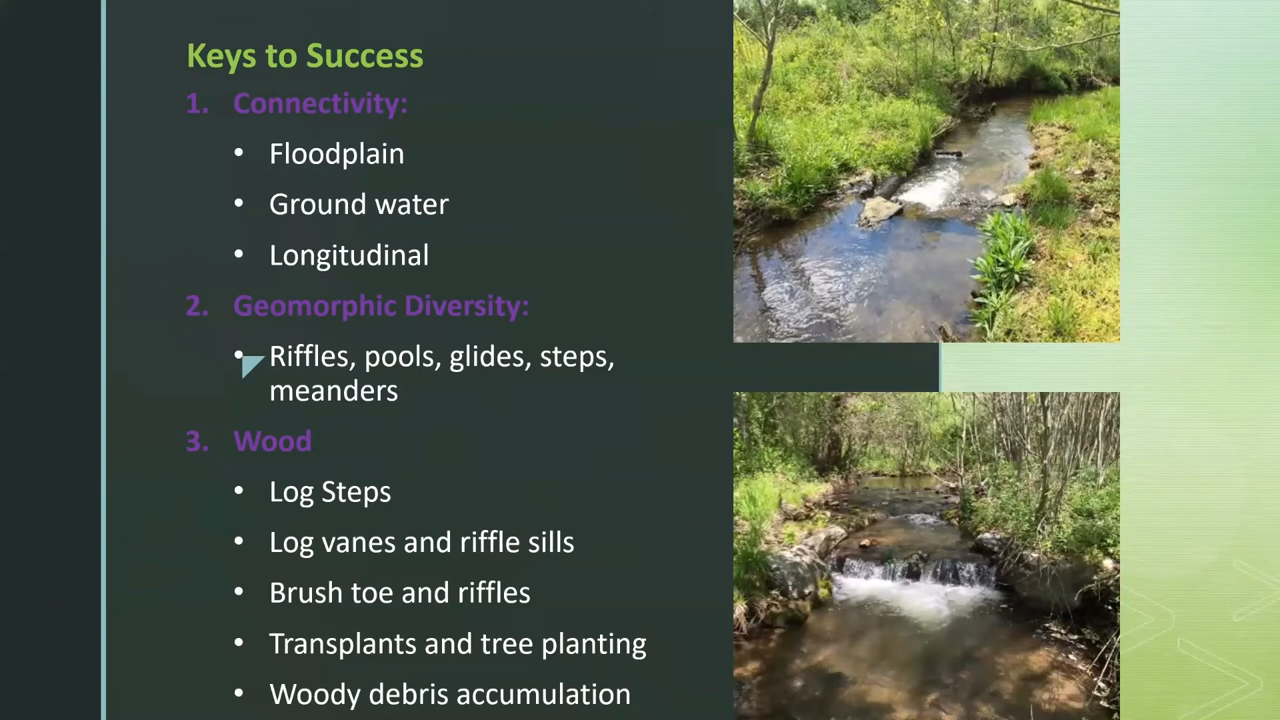 Keys to Success
1. Connectivity:
• Floodplain
• Ground water
• Longitudinal
2. Geomorphic Diversity:
• Riffles, pools, glides, steps,
meanders
3. Wood
• Log Steps
• Log vanes and riffle sills
• Brush toe and riffles
• Transplants and tree planting
• Woody debris accumulation